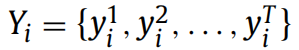 Y_i = {y_i^1, y_i^2, ..., y_i^T}